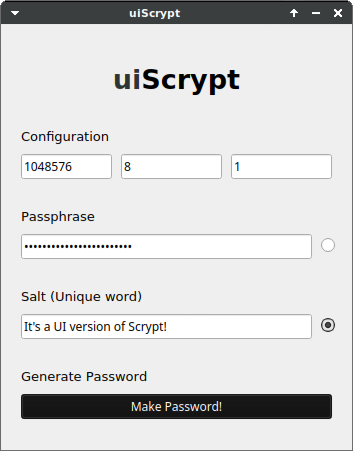 uiScrypt
uiScrypt
Configuration
1048576 8 1
Passphrase
••••••••••••••••••••••••
Salt (Unique word)
It's a UI version of Scrypt!
Generate Password
Make Password!